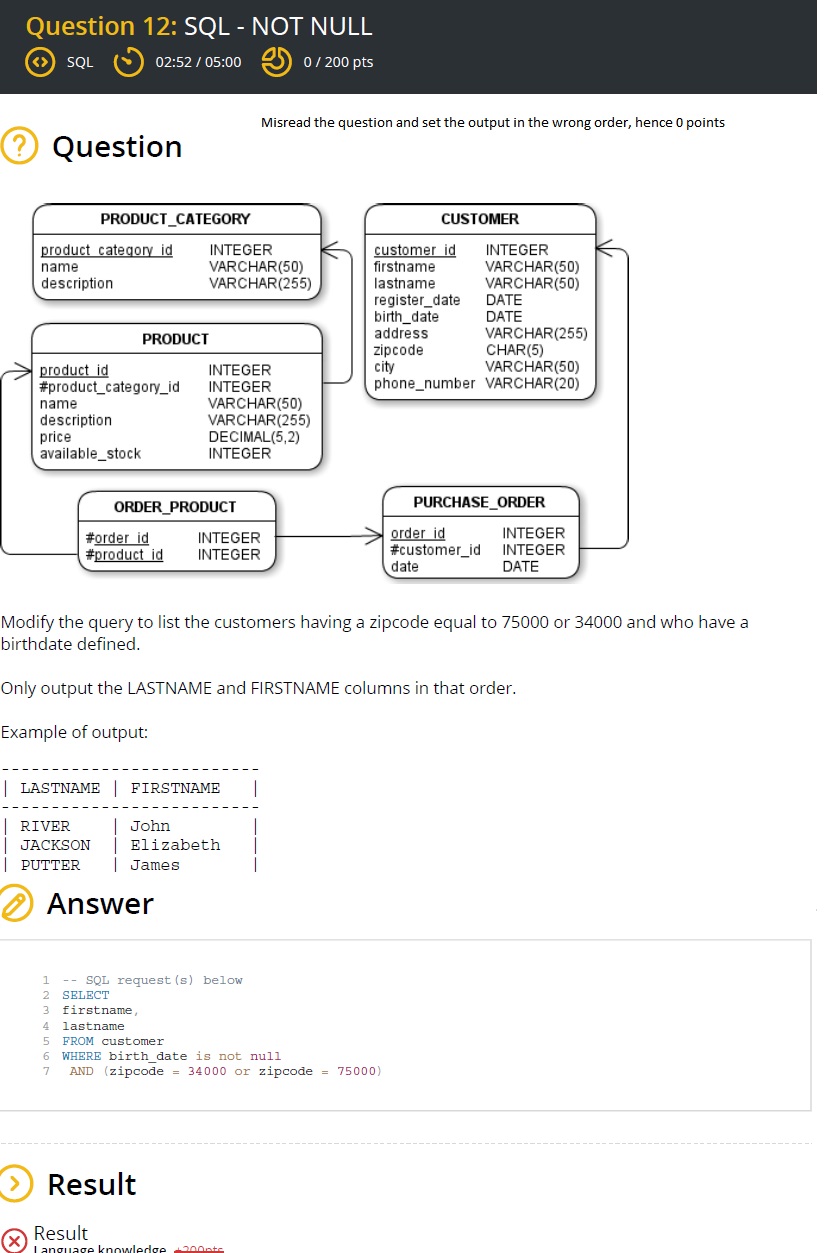 Question 12: SQL - NOT NULL
SQL 02:52 / 05:00 0 / 200 pts
Misread the question and set the output in the wrong order, hence 0 points
? Question
PRODUCT_CATEGORY
product_category_id INTEGER
name VARCHAR(50)
description VARCHAR(255)
CUSTOMER
customer_id INTEGER
firstname VARCHAR(50)
lastname VARCHAR(50)
register_date DATE
birth_date DATE
address VARCHAR(255)
zipcode CHAR(5)
city VARCHAR(50)
phone_number VARCHAR(20)
PRODUCT
product_id INTEGER
#product_category_id INTEGER
name VARCHAR(50)
description VARCHAR(255)
price DECIMAL(5,2)
available_stock INTEGER
ORDER_PRODUCT
#order_id INTEGER
#product_id INTEGER
PURCHASE_ORDER
order_id INTEGER
#customer_id INTEGER
date DATE
Modify the query to list the customers having a zipcode equal to 75000 or 34000 and who have a
birthdate defined.
Only output the LASTNAME and FIRSTNAME columns in that order.
Example of output:
--------------------------
| LASTNAME | FIRSTNAME |
--------------------------
| RIVER | John |
| JACKSON | Elizabeth |
| PUTTER | James |
Answer
1 -- SQL request(s) below
2 SELECT
3 firstname,
4 lastname
5 FROM customer
6 WHERE birth_date is not null
7 AND (zipcode = 34000 or zipcode = 75000)
Result
Result
Language knowledge +200pts